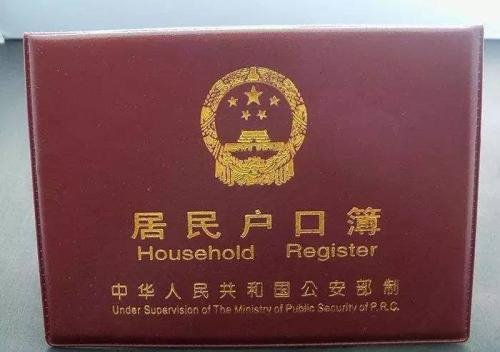 居民户口簿
Household Register
中华人民共和国公安部制
Under Supervision of The Ministry of Public Security of P.R.C.